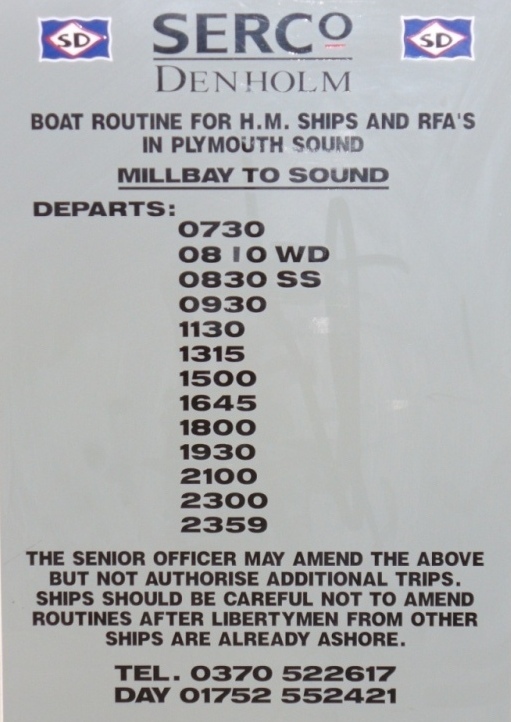 SD SERCO SD
DENHOLM
BOAT ROUTINE FOR H.M. SHIPS AND RFA'S
IN PLYMOUTH SOUND
MILLBAY TO SOUND
DEPARTS:
0730
0810 WD
0830 SS
0930
1130
1315
1500
1645
1800
1930
2100
2300
2359
THE SENIOR OFFICER MAY AMEND THE ABOVE
BUT NOT AUTHORISE ADDITIONAL TRIPS.
SHIPS SHOULD BE CAREFUL NOT TO AMEND
ROUTINES AFTER LIBERTYMEN FROM OTHER
SHIPS ARE ALREADY ASHORE.
TEL. 0370 522617
DAY 01752 552421